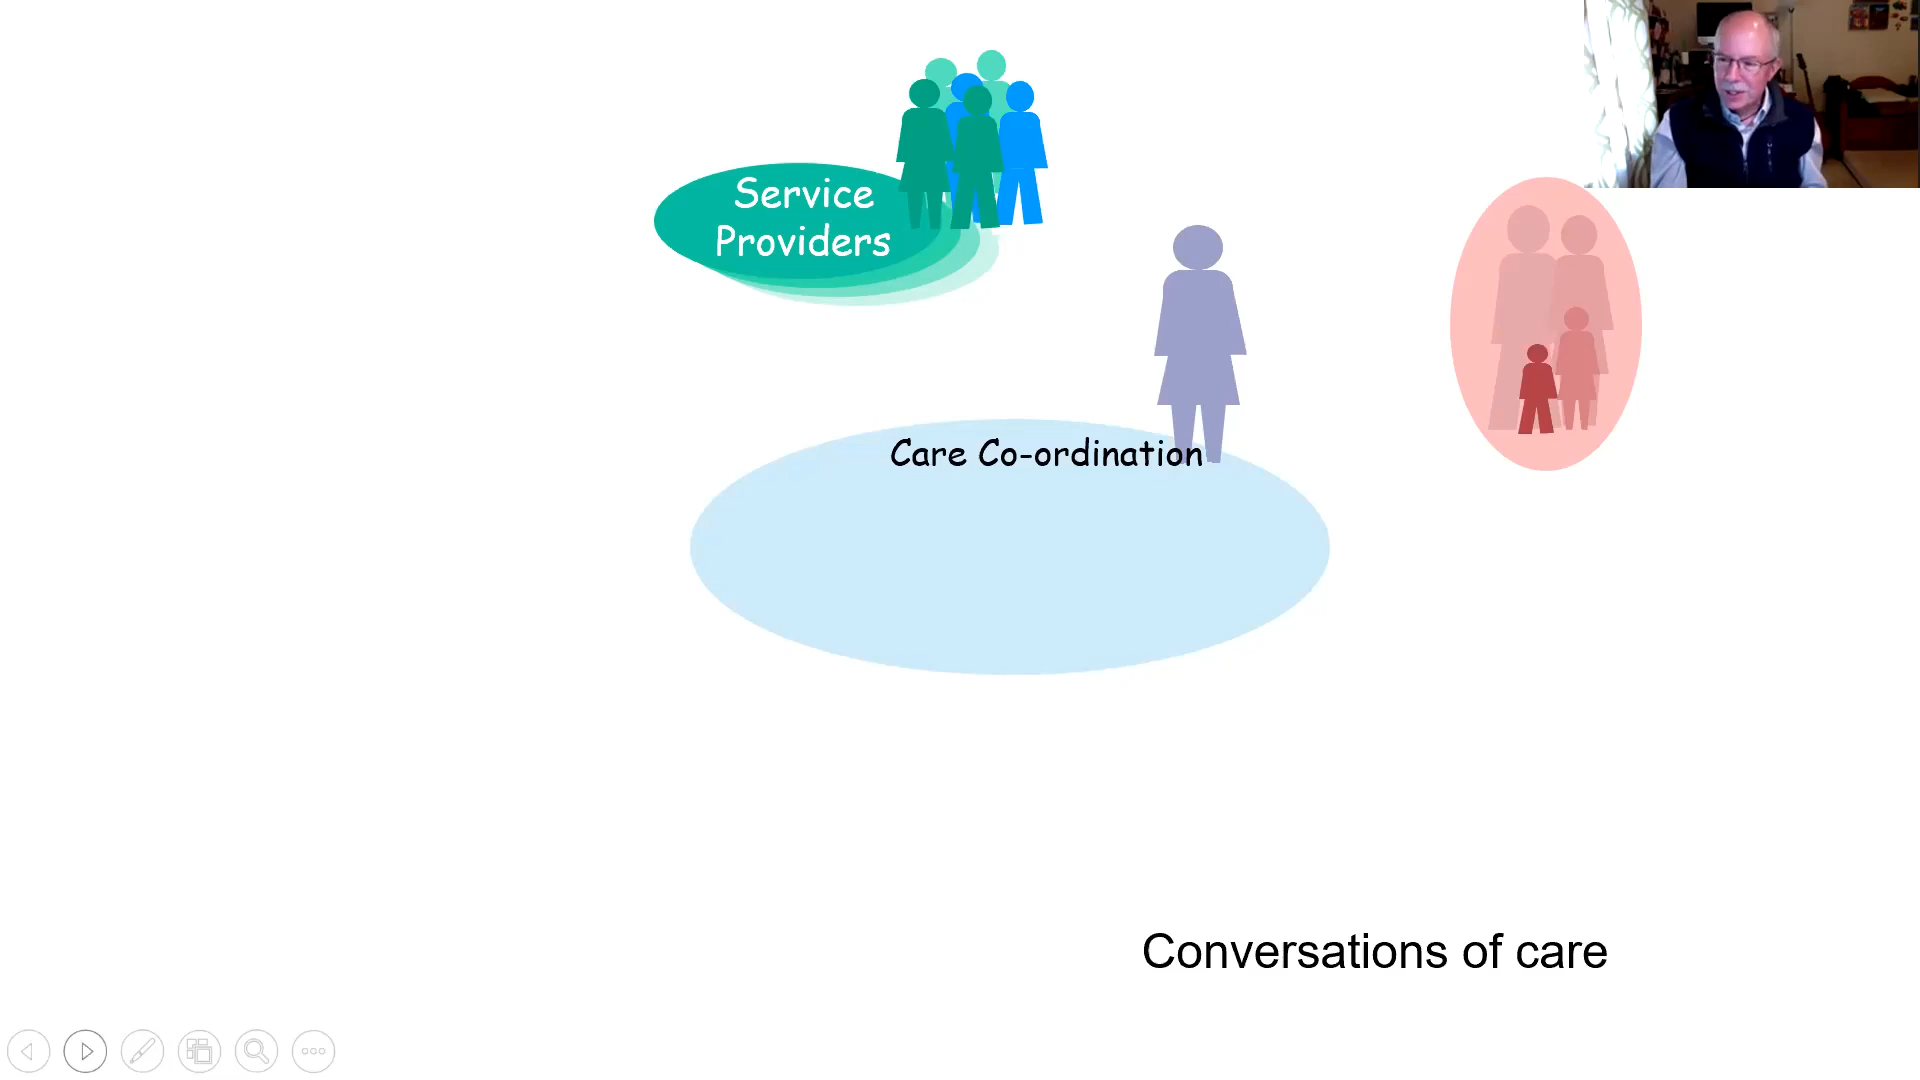 Service
Providers
Care Co-ordination
Conversations of care